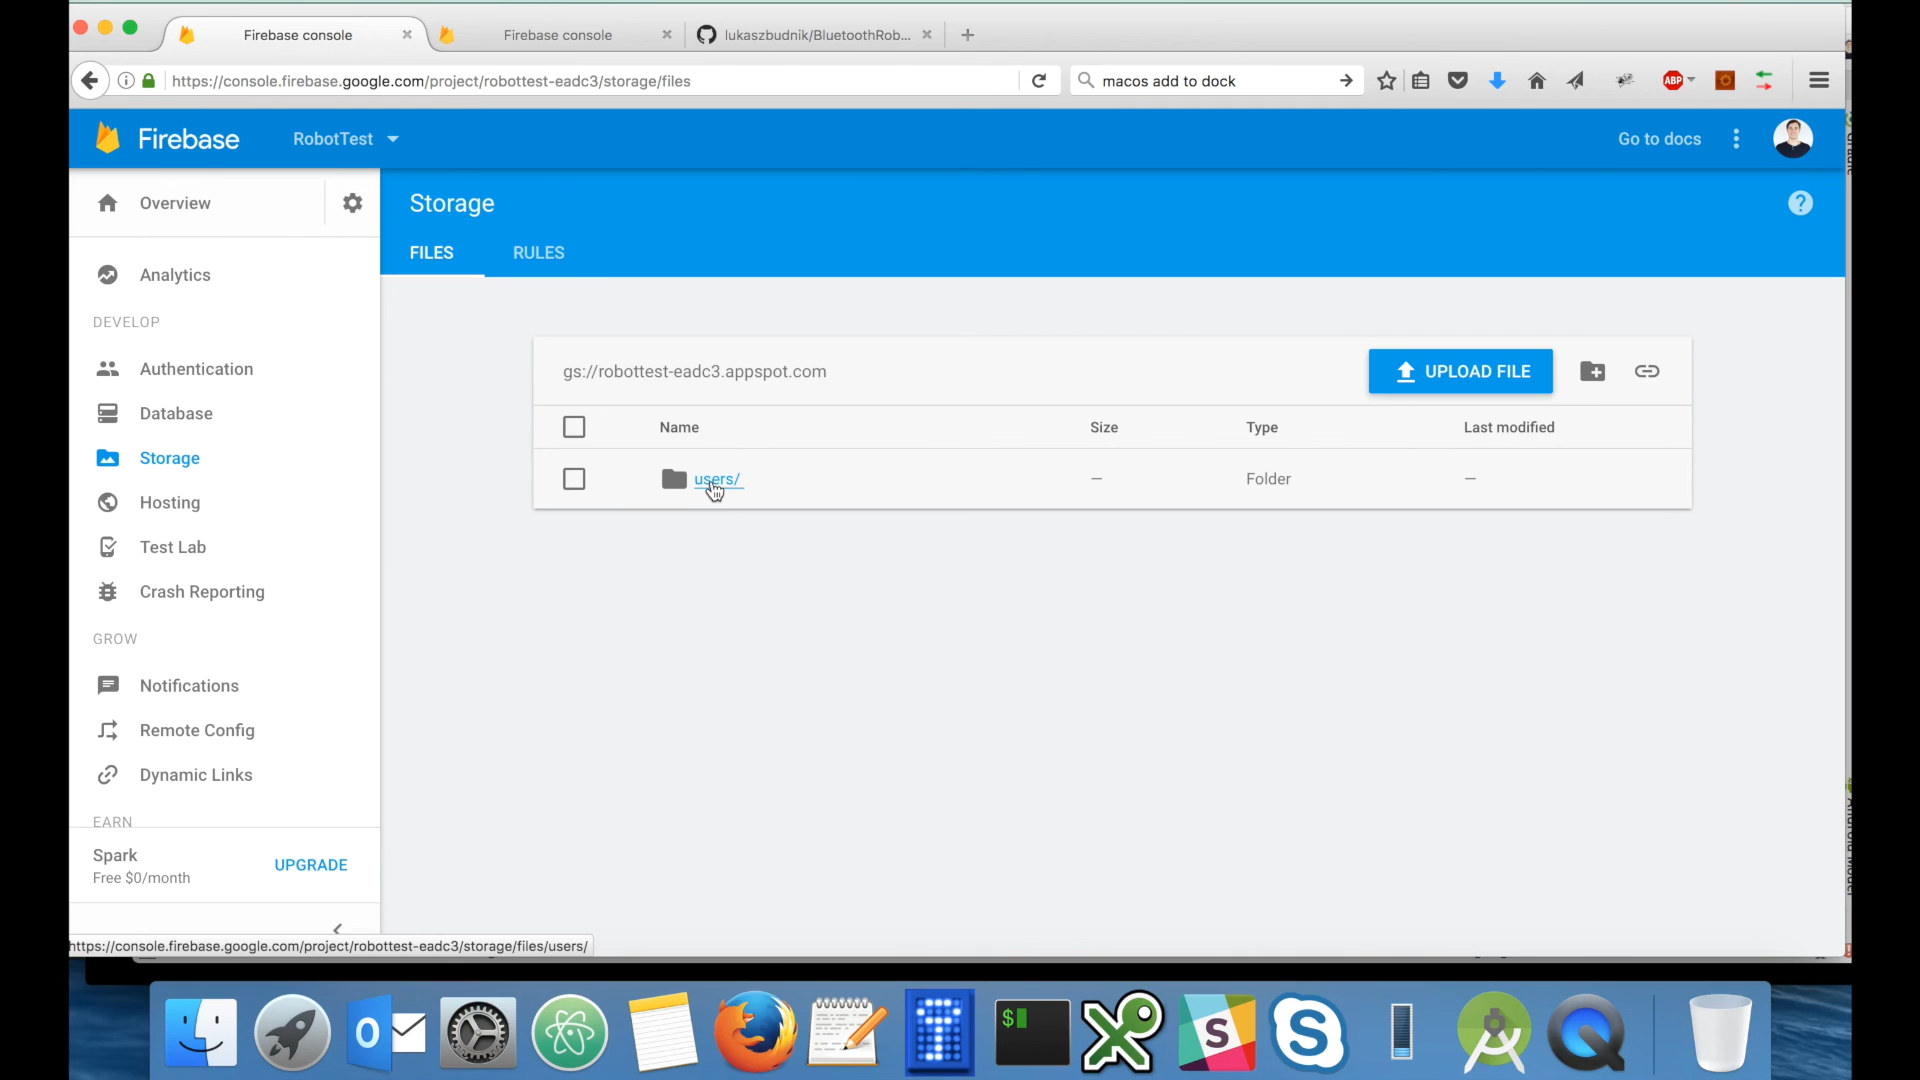 Firebase console
Firebase console
lukaszbudnik/BluetoothRob...
https://console.firebase.google.com/project/robottest-eadc3/storage/files
macos add to dock
ABP
Firebase
RobotTest
Go to docs
Overview
Storage
?
FILES
RULES
Analytics
DEVELOP
Authentication
Database
Storage
Hosting
Test Lab
Crash Reporting
GROW
Notifications
Remote Config
Dynamic Links
EARN
Spark
Free $0/month
UPGRADE
gs://robottest-eadc3.appspot.com
UPLOAD FILE
Name
Size
Type
Last modified
users/
—
Folder
—
https://console.firebase.google.com/project/robottest-eadc3/storage/files/users/
O
T
$
S
S